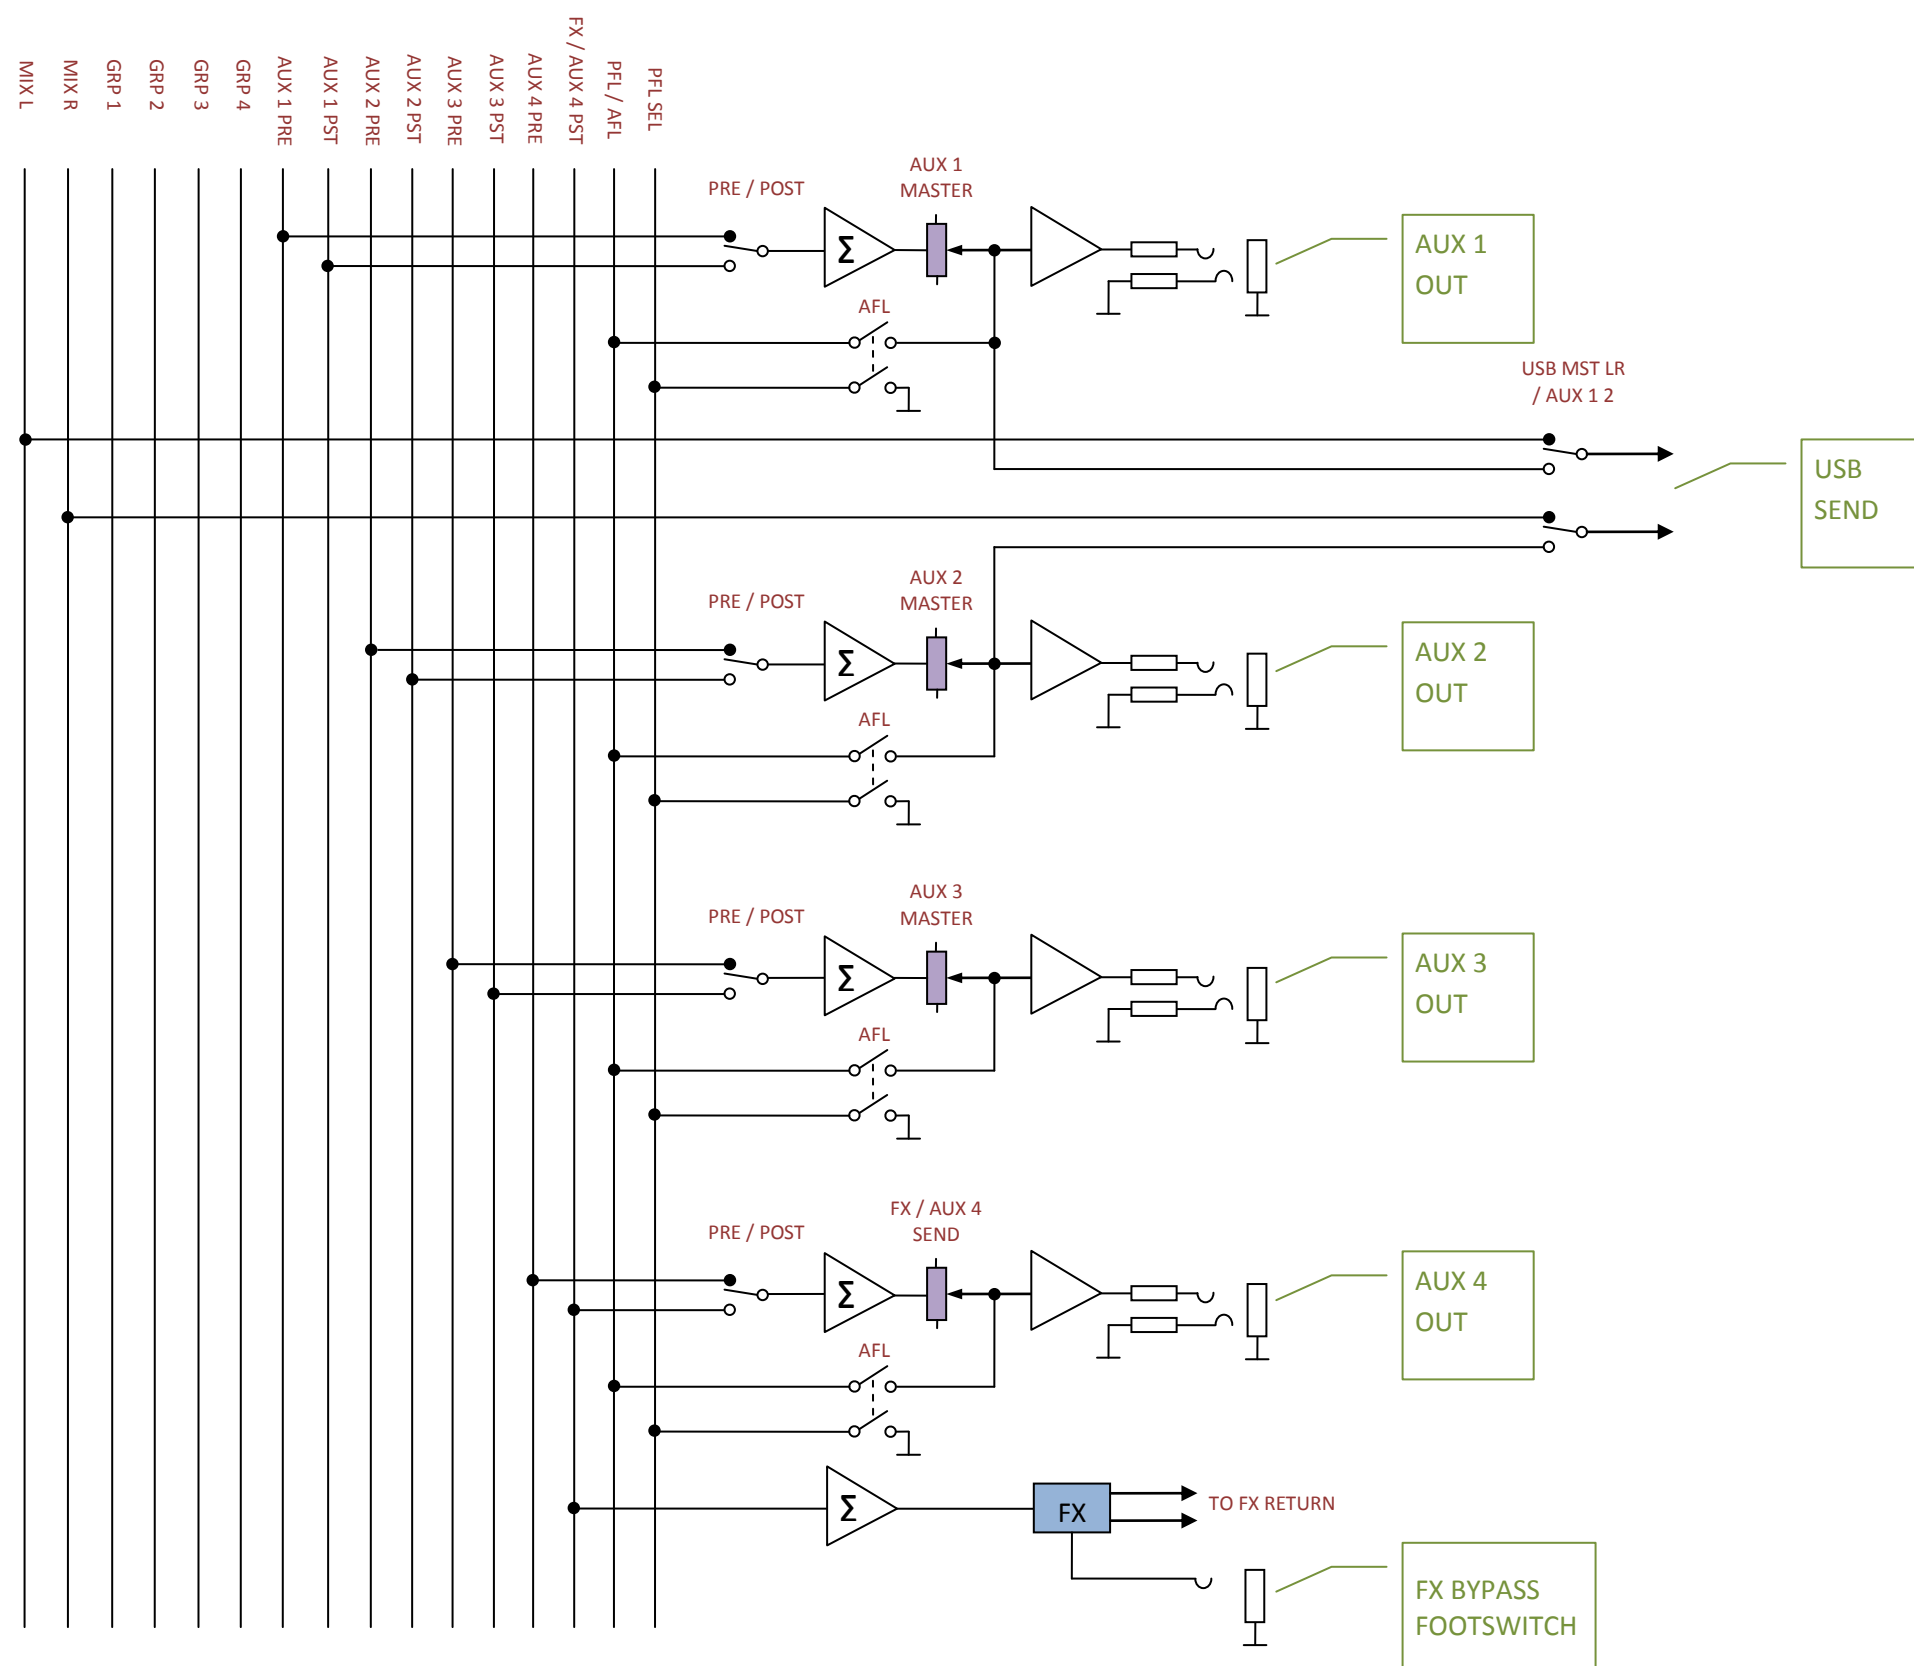 MIX L
MIX R
GRP 1
GRP 2
GRP 3
GRP 4
AUX 1 PRE
AUX 1 PST
AUX 2 PRE
AUX 2 PST
AUX 3 PRE
AUX 3 PST
AUX 4 PRE
FX / AUX 4 PST
PFL / AFL
PFL SEL
PRE / POST
AUX 1
MASTER
Σ
AFL
AUX 1
OUT
USB MST LR
/ AUX 1 2
USB
SEND
PRE / POST
AUX 2
MASTER
Σ
AFL
AUX 2
OUT
PRE / POST
AUX 3
MASTER
Σ
AFL
AUX 3
OUT
PRE / POST
FX / AUX 4
SEND
Σ
AFL
AUX 4
OUT
Σ
FX
TO FX RETURN
FX BYPASS
FOOTSWITCH